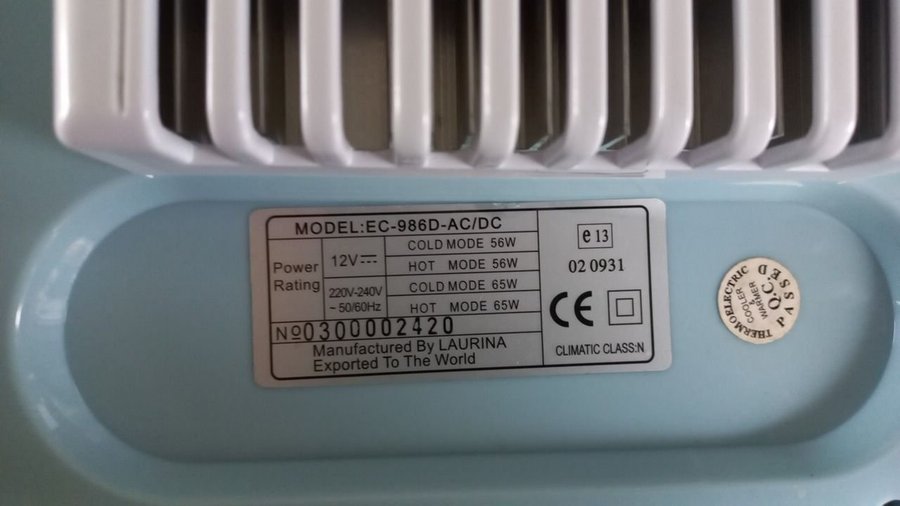 MODEL:EC-986D-AC/DC
Power Rating
12V⎓
COLD MODE 56W
HOT MODE 56W
220V-240V
~ 50/60Hz
COLD MODE 65W
HOT MODE 65W
№0300002420
Manufactured By LAURINA
Exported To The World
e 13
02 0931
CE
CLIMATIC CLASS:N
THERMOELECTRIC
COOLER
&
WARMER
Q.C.
PASSED